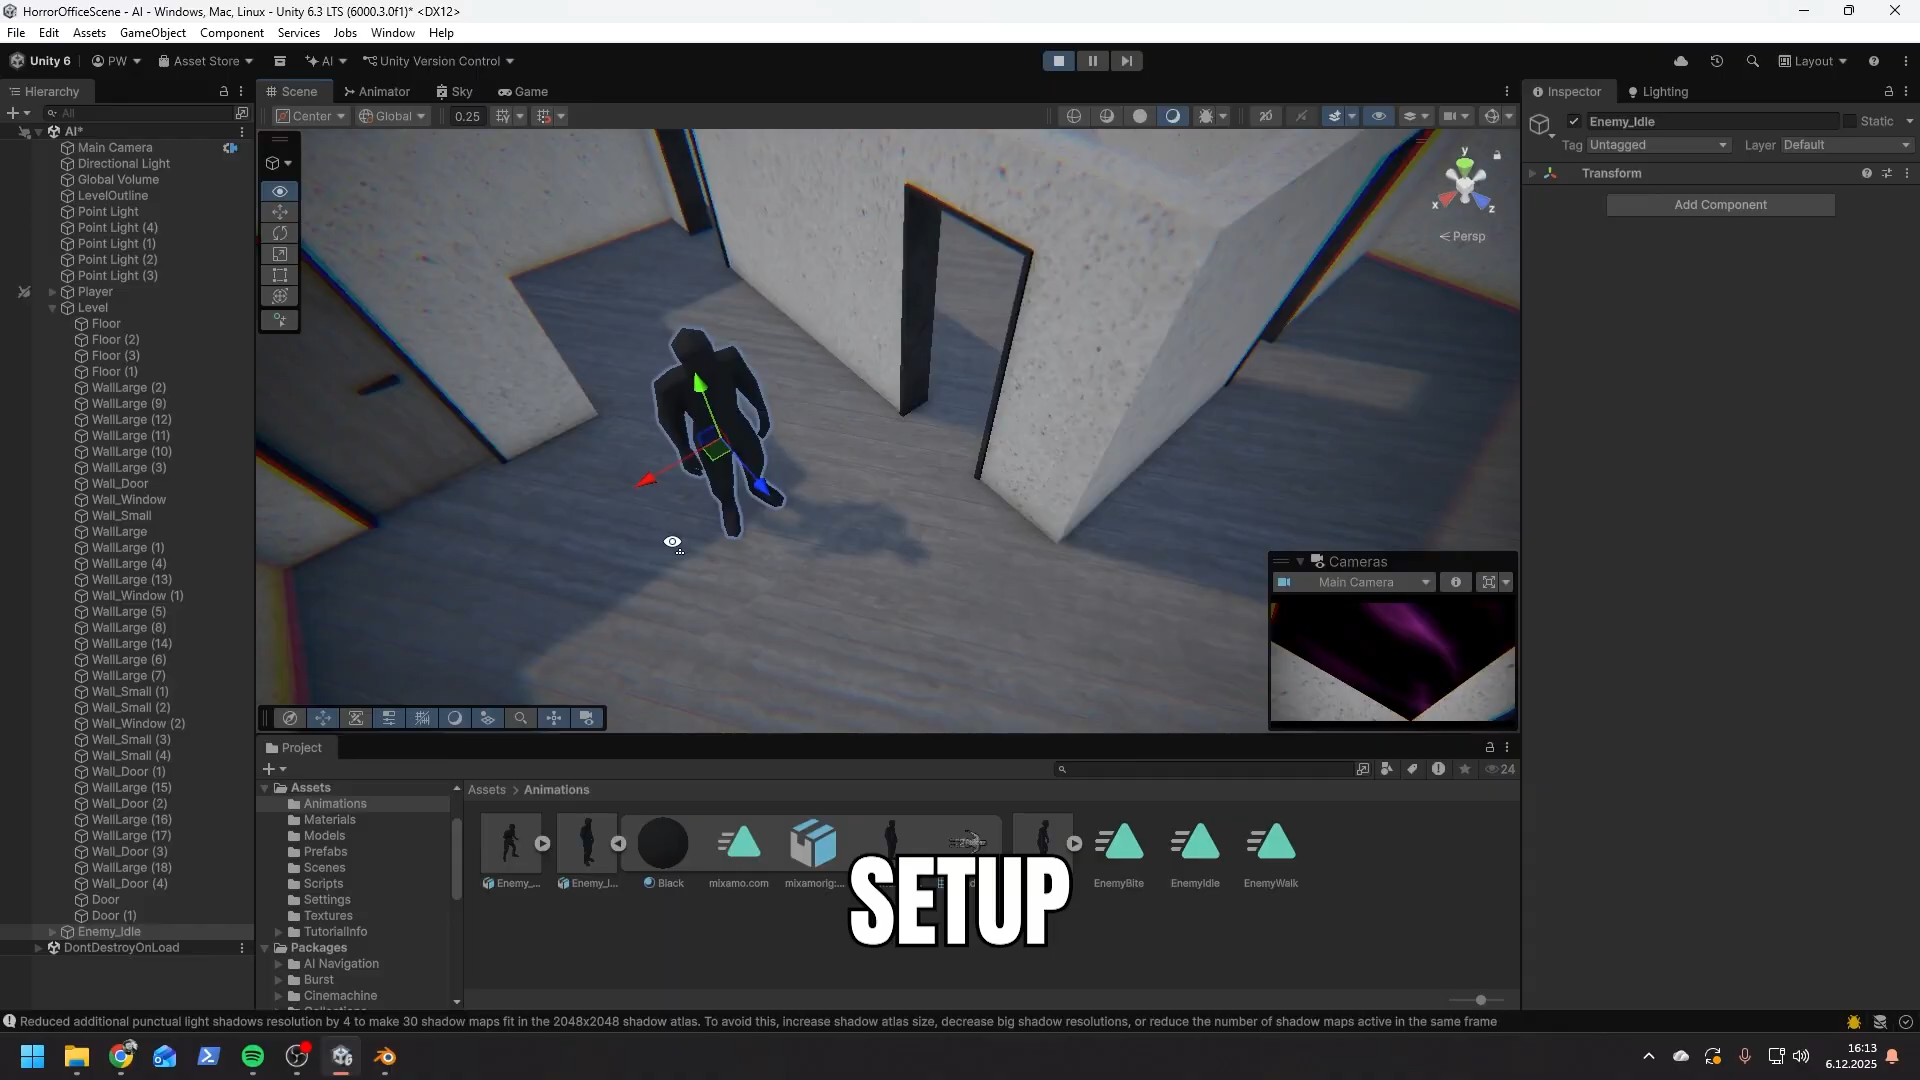 HorrorOfficeScene - AI - Windows, Mac, Linux - Unity 6.3 LTS (6000.3.0f1)* <DX12>
File Edit Assets GameObject Component Services Jobs Window Help
Unity 6 PW Asset Store AI Unity Version Control Layout
Hierarchy
All
AI*
Main Camera
Directional Light
Global Volume
LevelOutline
Point Light
Point Light (4)
Point Light (1)
Point Light (2)
Point Light (3)
Player
Level
Floor
Floor (2)
Floor (3)
Floor (1)
WallLarge (2)
WallLarge (9)
WallLarge (12)
WallLarge (11)
WallLarge (10)
WallLarge (3)
Wall_Door
Wall_Window
Wall_Small
WallLarge
WallLarge (1)
WallLarge (4)
WallLarge (13)
Wall_Window (1)
WallLarge (5)
WallLarge (8)
WallLarge (14)
WallLarge (6)
WallLarge (7)
Wall_Small (1)
Wall_Small (2)
Wall_Window (2)
Wall_Small (3)
Wall_Small (4)
Wall_Door (1)
WallLarge (15)
Wall_Door (2)
WallLarge (16)
WallLarge (17)
Wall_Door (3)
WallLarge (18)
Wall_Door (4)
Door
Door (1)
Enemy_Idle
DontDestroyOnLoad
Scene Animator Sky Game
Center Global 0.25
2D
y
x z
Persp
Cameras
Main Camera
Inspector Lighting
Enemy_Idle Static
Tag Untagged Layer Default
Transform
Add Component
Project
24
Assets
Animations
Materials
Models
Prefabs
Scenes
Scripts
Settings
Textures
TutorialInfo
Packages
AI Navigation
Burst
Cinemachine
Assets > Animations
Enemy_... Enemy_I... Black mixamo.com mixamorig:... EnemyBite EnemyIdle EnemyWalk
SETUP
Reduced additional punctual light shadows resolution by 4 to make 30 shadow maps fit in the 2048x2048 shadow atlas. To avoid this, increase shadow atlas size, decrease big shadow resolutions, or reduce the number of shadow maps active in the same frame
16:13
6.12.2025